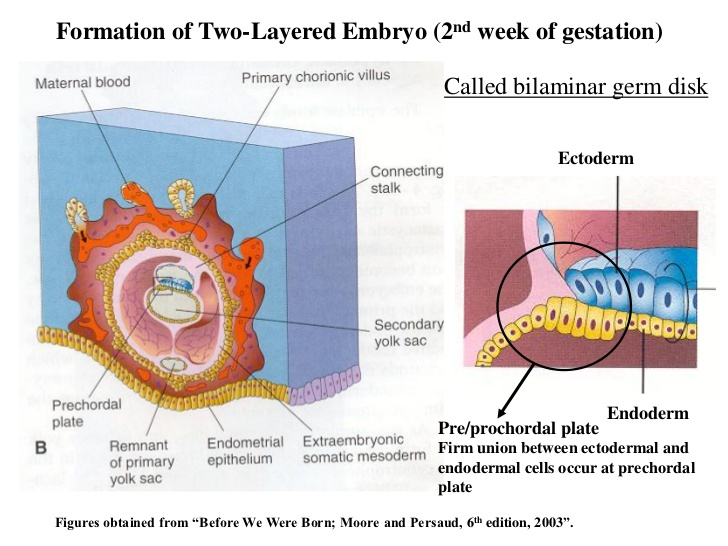 Formation of Two-Layered Embryo (2nd week of gestation)
Called bilaminar germ disk
Maternal blood
Primary chorionic villus
Connecting
stalk
Secondary
yolk sac
Prechordal
plate
B
Remnant
of primary
yolk sac
Endometrial
epithelium
Extraembryonic
somatic mesoderm
Ectoderm
Endoderm
Pre/prochordal plate
Firm union between ectodermal and
endodermal cells occur at prechordal
plate
Figures obtained from “Before We Were Born; Moore and Persaud, 6th edition, 2003”.